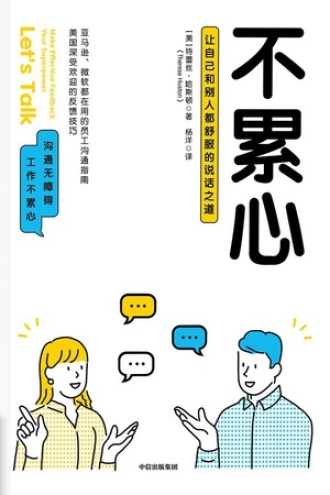 不累心
让自己和别人都舒服的说话之道
[美]特蕾丝·哈斯顿 著
(Therese Huston)
杨洋 译
亚马逊、微软都在用的员工沟通指南
美国深受欢迎的反馈技巧
Make Effective Feedback
Your Superpower
Let's Talk
沟通无障碍
工作不累心
中信出版集团